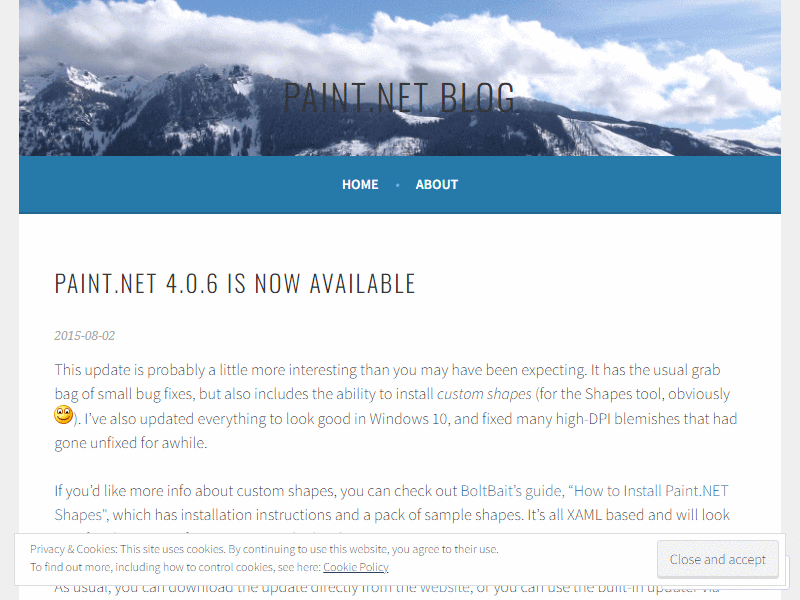 PAINT.NET BLOG
HOME • ABOUT
PAINT.NET 4.0.6 IS NOW AVAILABLE
2015-08-02
This update is probably a little more interesting than you may have been expecting. It has the usual grab
bag of small bug fixes, but also includes the ability to install custom shapes (for the Shapes tool, obviously
). I’ve also updated everything to look good in Windows 10, and fixed many high-DPI blemishes that had
gone unfixed for awhile.
If you’d like more info about custom shapes, you can check out BoltBait’s guide, “How to Install Paint.NET
Shapes”, which has installation instructions and a pack of sample shapes. It’s all XAML based and will look
Privacy & Cookies: This site uses cookies. By continuing to use this website, you agree to their use.
To find out more, including how to control cookies, see here: Cookie Policy
Close and accept
As usual, you can download the update directly from the website, or you can use the built-in updater via